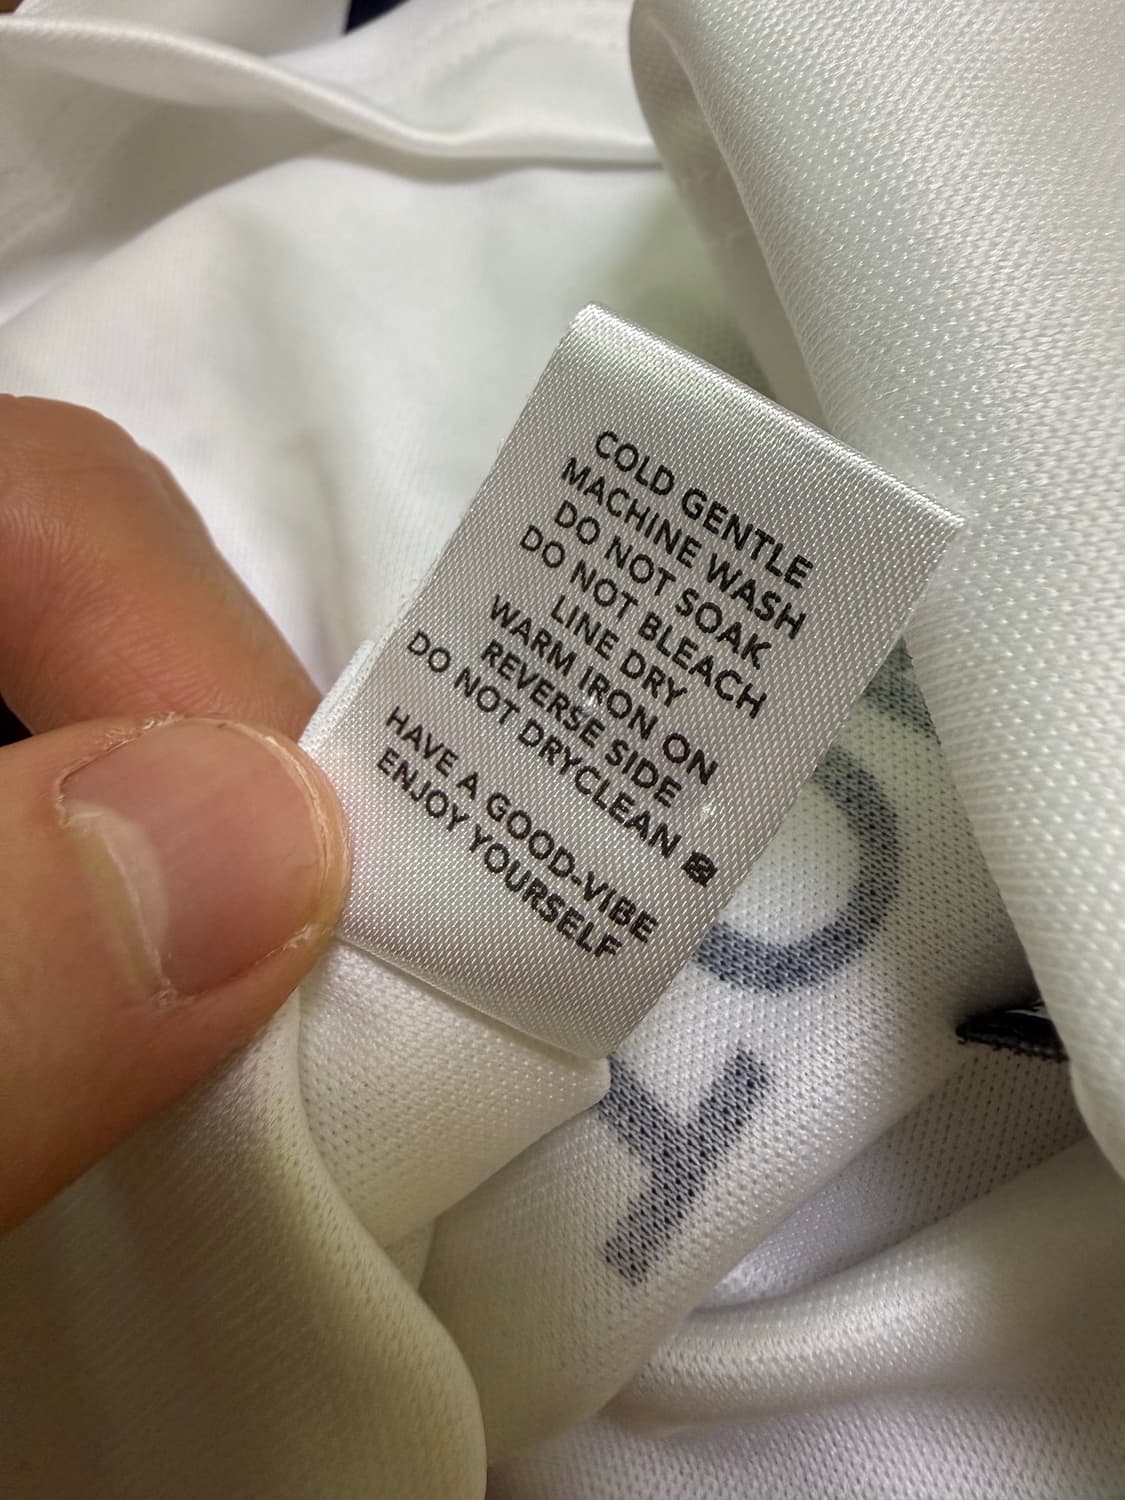 COLD GENTLE
MACHINE WASH
DO NOT SOAK
DO NOT BLEACH
LINE DRY
WARM IRON ON
REVERSE SIDE
DO NOT DRYCLEAN
HAVE A GOOD-VIBE
ENJOY YOURSELF